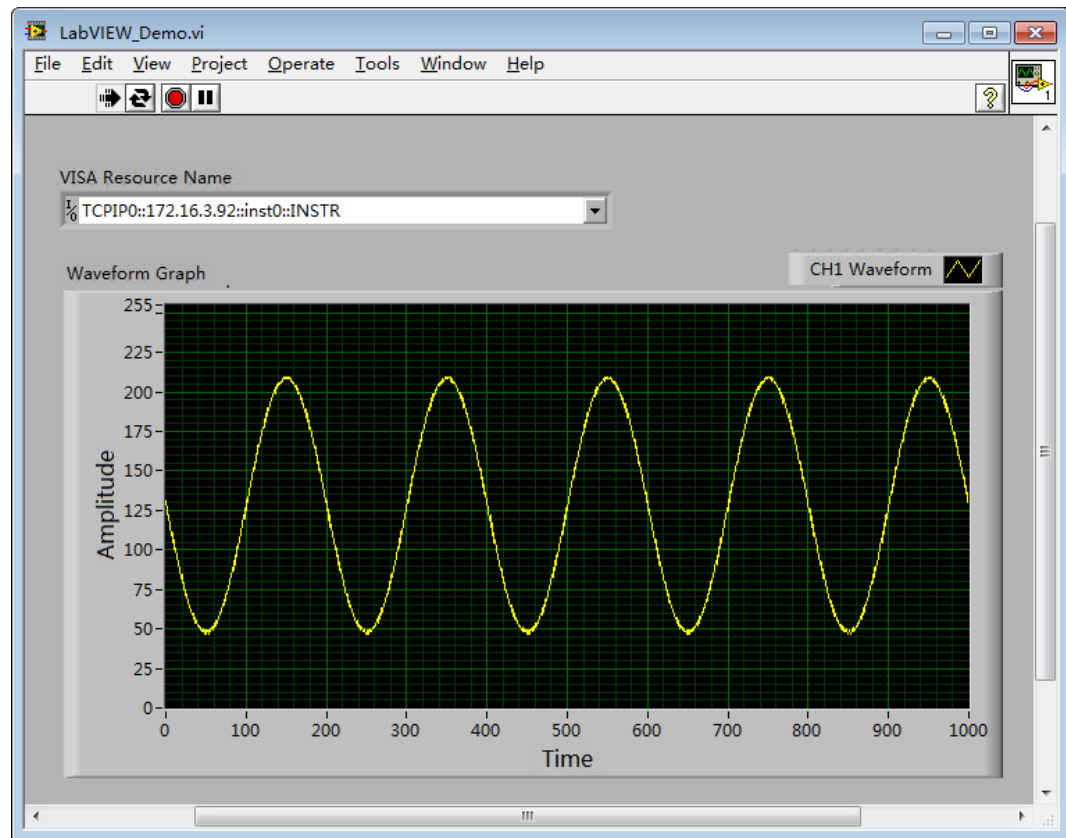 LabVIEW_Demo.vi
File Edit View Project Operate Tools Window Help
1
VISA Resource Name
I/0 TCPIP0::172.16.3.92::inst0::INSTR
Waveform Graph
CH1 Waveform
255
225
200
175
150
125
100
75
50
25
0
Amplitude
0 100 200 300 400 500 600 700 800 900 1000
Time